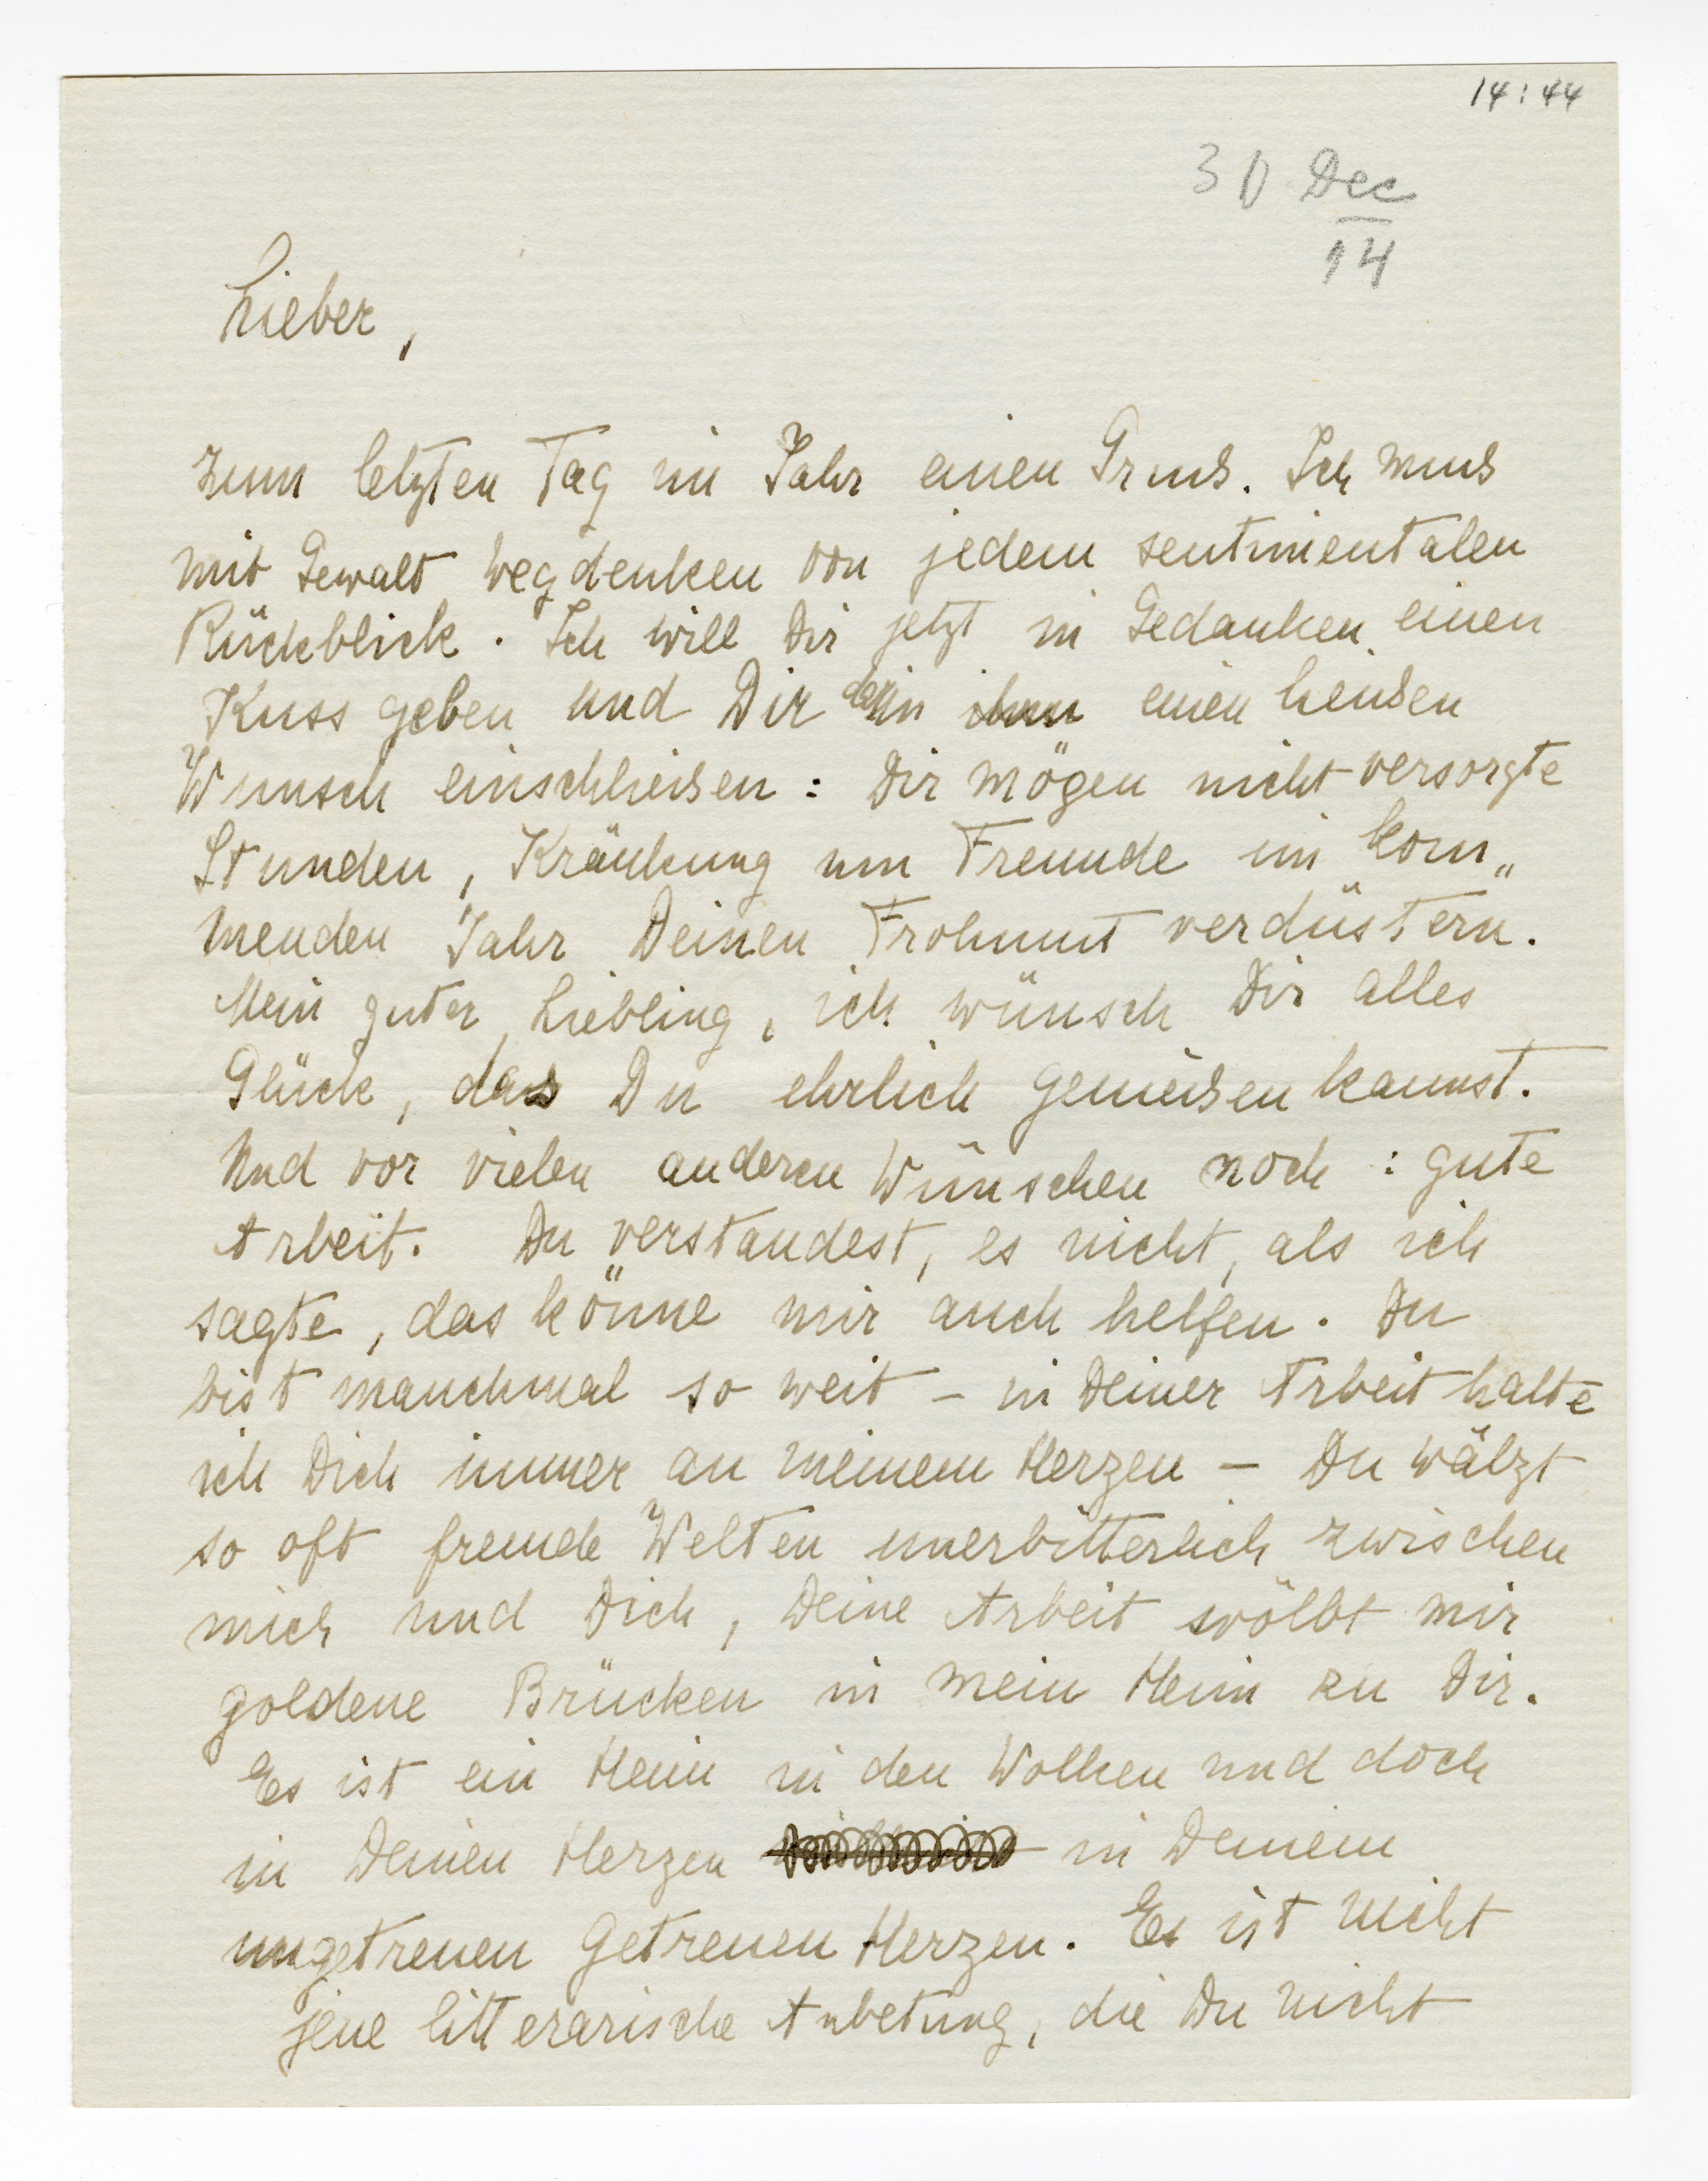 14:44
30 Dec
14
Lieber,
zum letzten Tag im Jahr einen Gruß. Ich muß
mit Gewalt wegdenken von jedem sentimentalen
Rückblick. Ich will Dir jetzt in Gedanken einen
Kuss geben und Dir darin einen heißen
Wunsch einschließen: Dir mögen nicht versorgte
Stunden, Kränkung um Freunde im kom„
menden Jahr Deinen Frohmut verdüstern.
Mein guter Liebling, ich wünsch Dir alles
Glück, das Du ehrlich genießen kannst.
Und vor vielen anderen Wünschen noch: gute
Arbeit. Du verstandest, es nicht, als ich
sagte, das könne mir auch helfen. Du
bist manchmal so weit – in Deiner Arbeit halte
ich Dich immer an meinem Herzen – Du wälzt
so oft fremde Welten unerbitterlich zwischen
mich und Dich, Deine Arbeit wölbt mir
goldene Brücken in mein Heim zu Dir.
Es ist ein Heim in den Wolken und doch
in Deinen Herzen in Deinem
ungetreuen Getreuen Herzen. Es ist nicht
jene litterarische Anbetung, die Du nicht